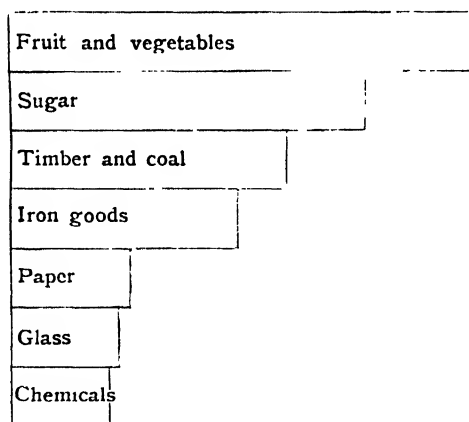 Fruit and vegetables
Sugar
Timber and coal
Iron goods
Paper
Glass
Chemicals